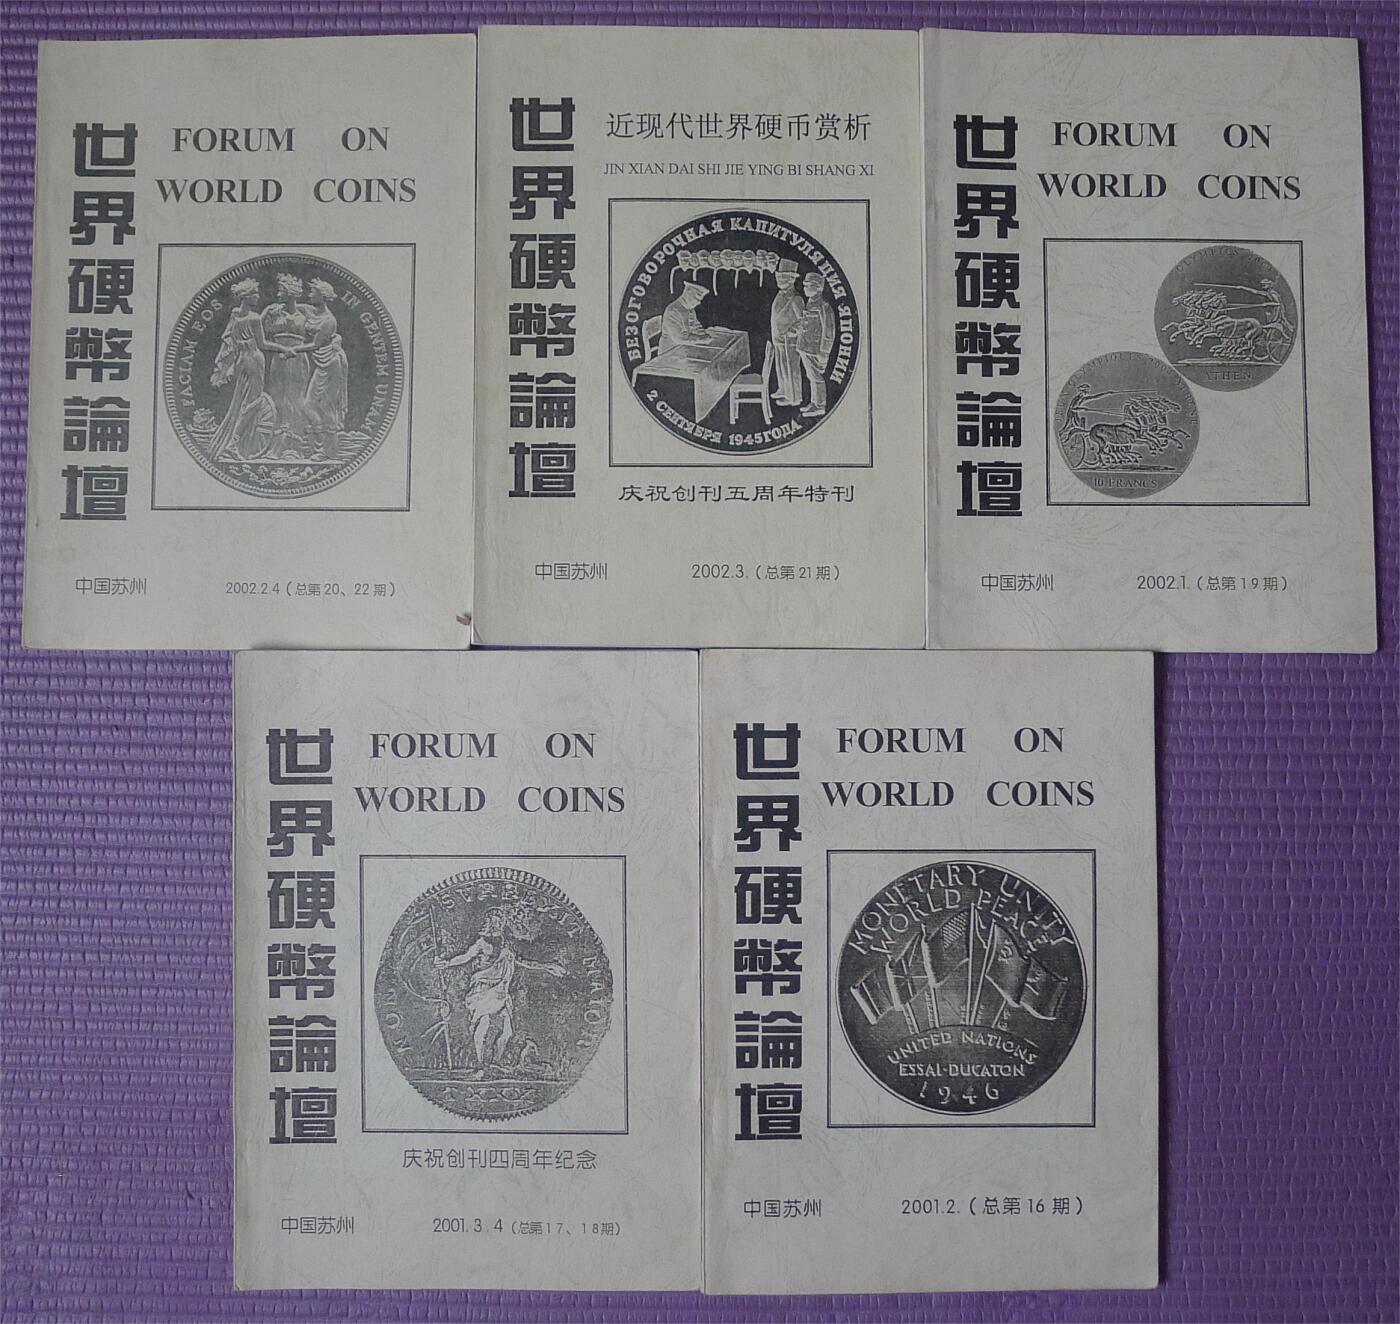 世界硬幣論壇
FORUM ON
WORLD COINS
FACIAM EOS IN GENTEM UNAM
中国苏州
2002.2.4(总第20、22期)
世界硬幣論壇
近现代世界硬币赏析
JIN XIAN DAI SHI JIE YING BI SHANG XI
БЕЗОГОВОРОЧНАЯ КАПИТУЛЯЦИЯ ЯПОНИИ
2 СЕНТЯБРЯ 1945ГОДА
庆祝创刊五周年特刊
中国苏州
2002.3.(总第21期)
世界硬幣論壇
FORUM ON
WORLD COINS
ATHEN
10 FRANCS
中国苏州
2002.1.(总第19期)
世界硬幣論壇
FORUM ON
WORLD COINS
庆祝创刊四周年纪念
中国苏州
2001.3.4(总第17、18期)
世界硬幣論壇
FORUM ON
WORLD COINS
MONETARY UNITY
WORLD PEACE
UNITED NATIONS
ESSAI-DUCATON
1946
中国苏州
2001.2.(总第16期)